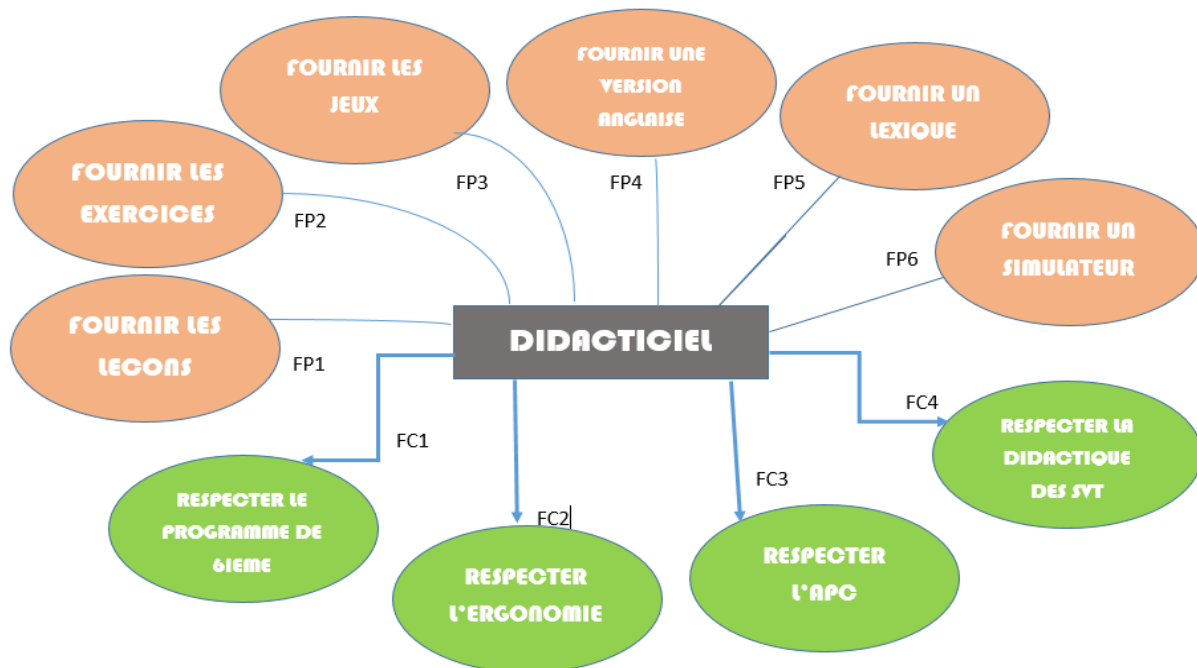 FOURNIR UNE
VERSION
ANGLAISE
FOURNIR LES
JEUX
FOURNIR UN
LEXIQUE
FOURNIR LES
EXERCICES
FP3
FP4
FP5
FP2
FOURNIR UN
SIMULATEUR
FP6
FOURNIR LES
LECONS
FP1
DIDACTICIEL
FC1
FC4
RESPECTER LA
DIDACTIQUE
DES SVT
FC3
RESPECTER LE
PROGRAMME DE
6IEME
FC2
RESPECTER
L'ERGONOMIE
RESPECTER
L'APC